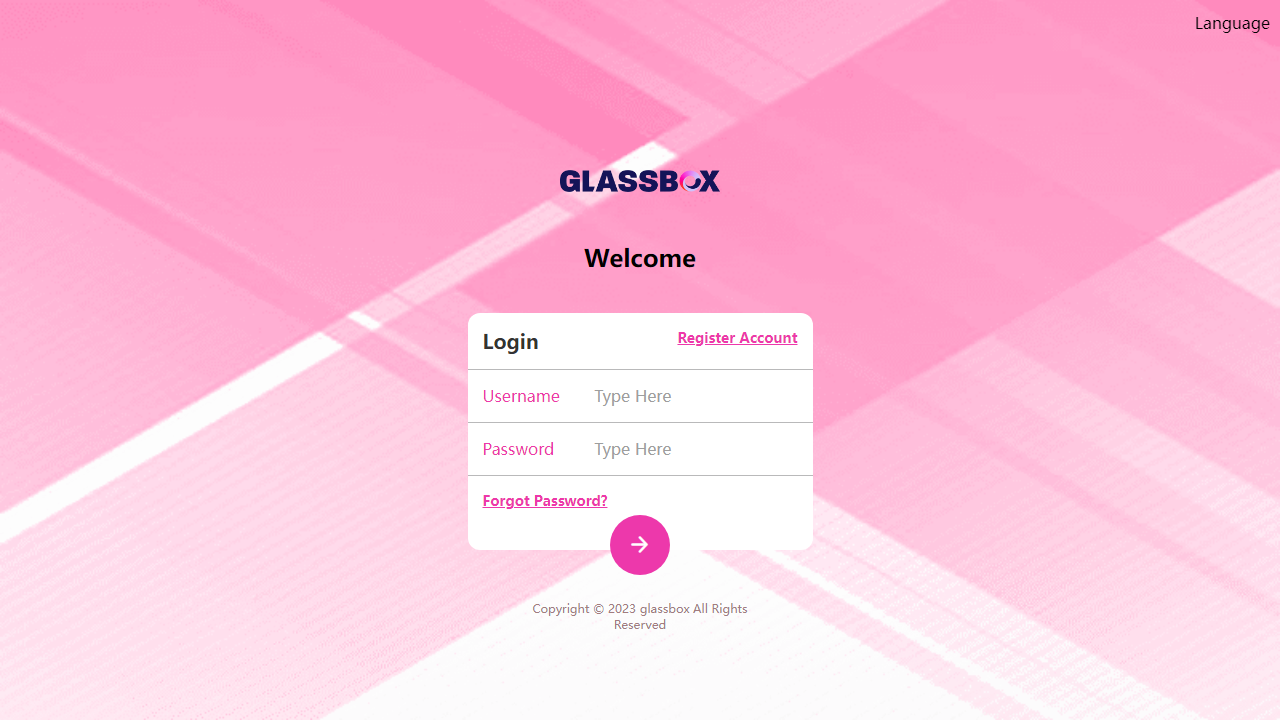 Language
GLASSBOX
Welcome
Login
Register Account
Username Type Here
Password Type Here
Forgot Password?
Copyright © 2023 glassbox All Rights
Reserved